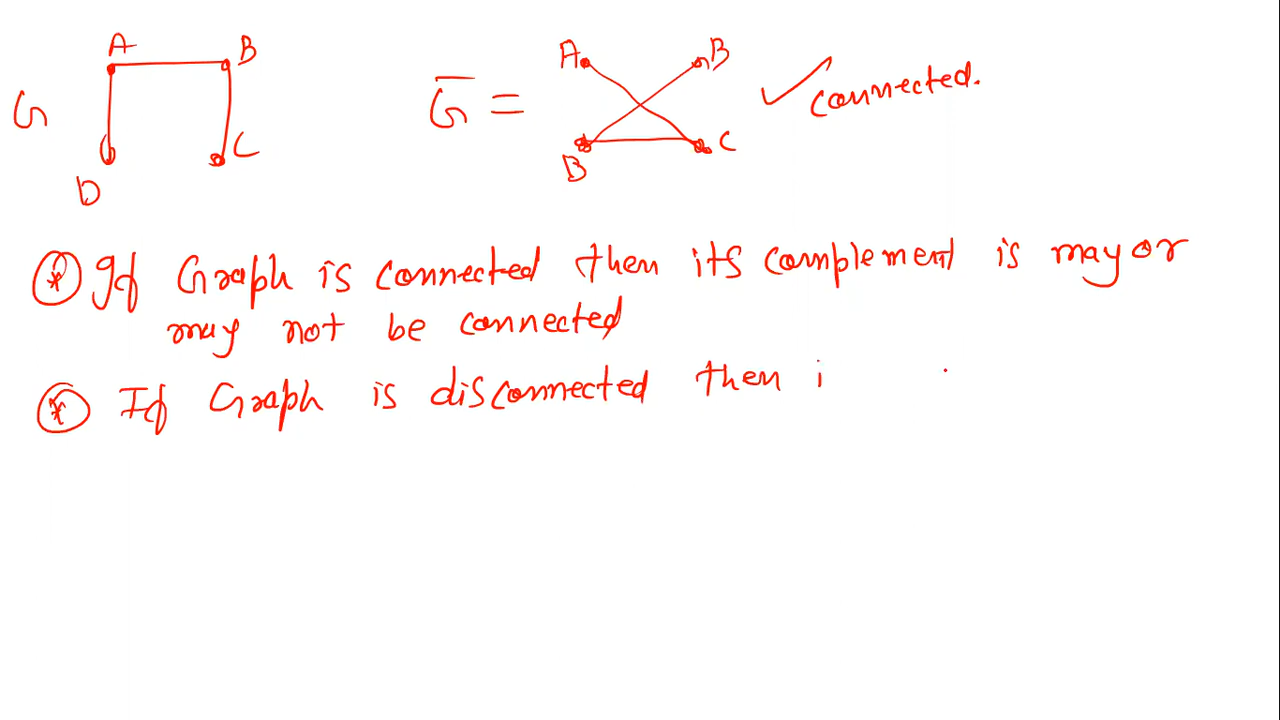 A B
G
D C
G̅ =
A B
B C
✓ connected.
* If Graph is connected then its complement is may or
may not be connected
* If Graph is disconnected then i